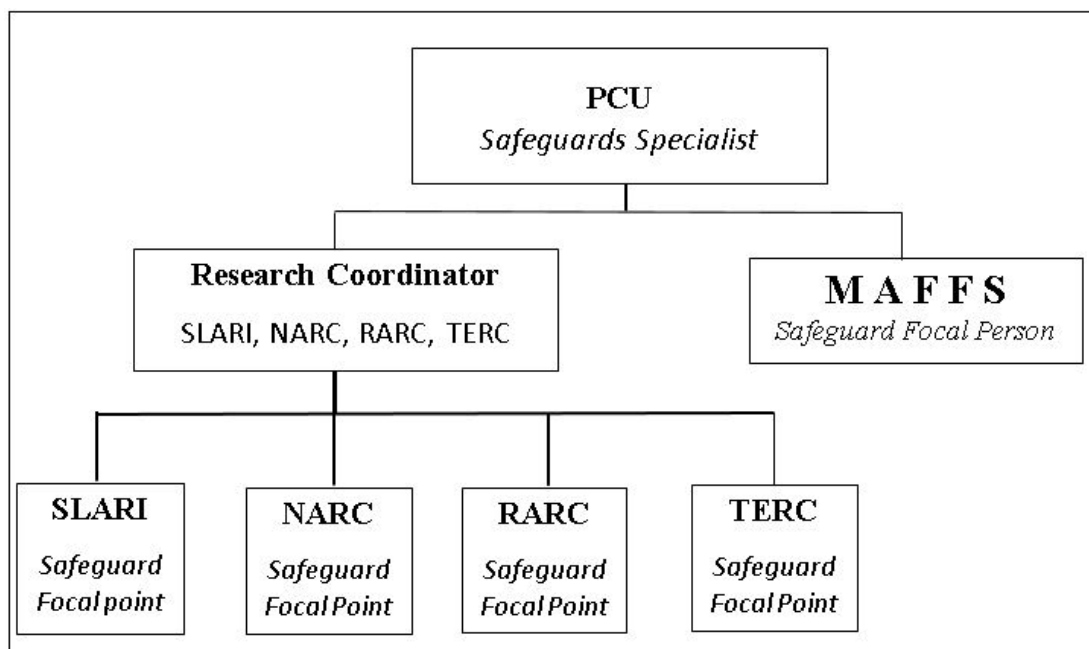 PCU
Safeguards Specialist
Research Coordinator
SLARI, NARC, RARC, TERC
M A F F S
Safeguard Focal Person
SLARI
Safeguard
Focal point
NARC
Safeguard
Focal Point
RARC
Safeguard
Focal Point
TERC
Safeguard
Focal Point